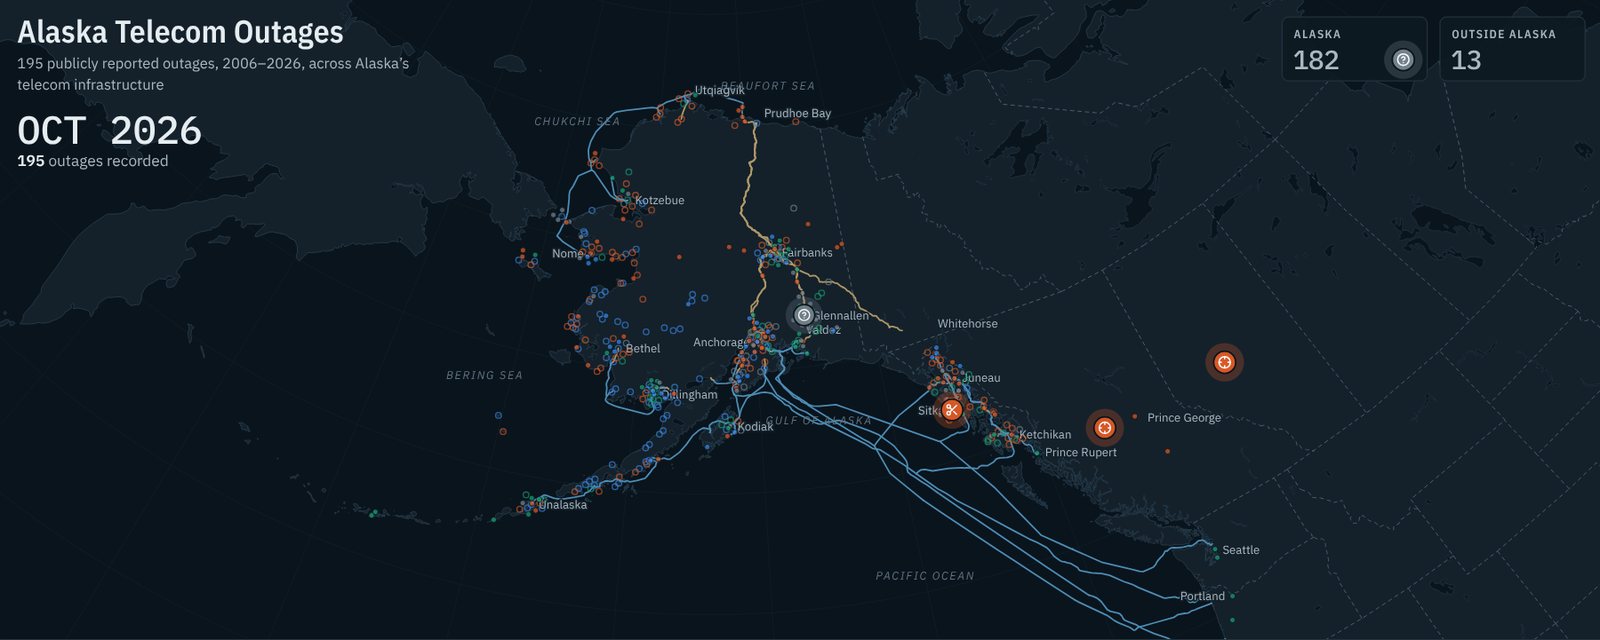 Alaska Telecom Outages
195 publicly reported outages, 2006–2026, across Alaska's
telecom infrastructure
OCT 2026
195 outages recorded
ALASKA
182
OUTSIDE ALASKA
13
BEAUFORT SEA
Utqiagvik
Prudhoe Bay
CHUKCHI SEA
Kotzebue
Nome
Fairbanks
Glennallen
Valdez
Whitehorse
Anchorage
Bethel
BERING SEA
Juneau
Dillingham
Sitka
GULF OF ALASKA
Prince George
Kodiak
Ketchikan
Prince Rupert
Unalaska
Seattle
PACIFIC OCEAN
Portland